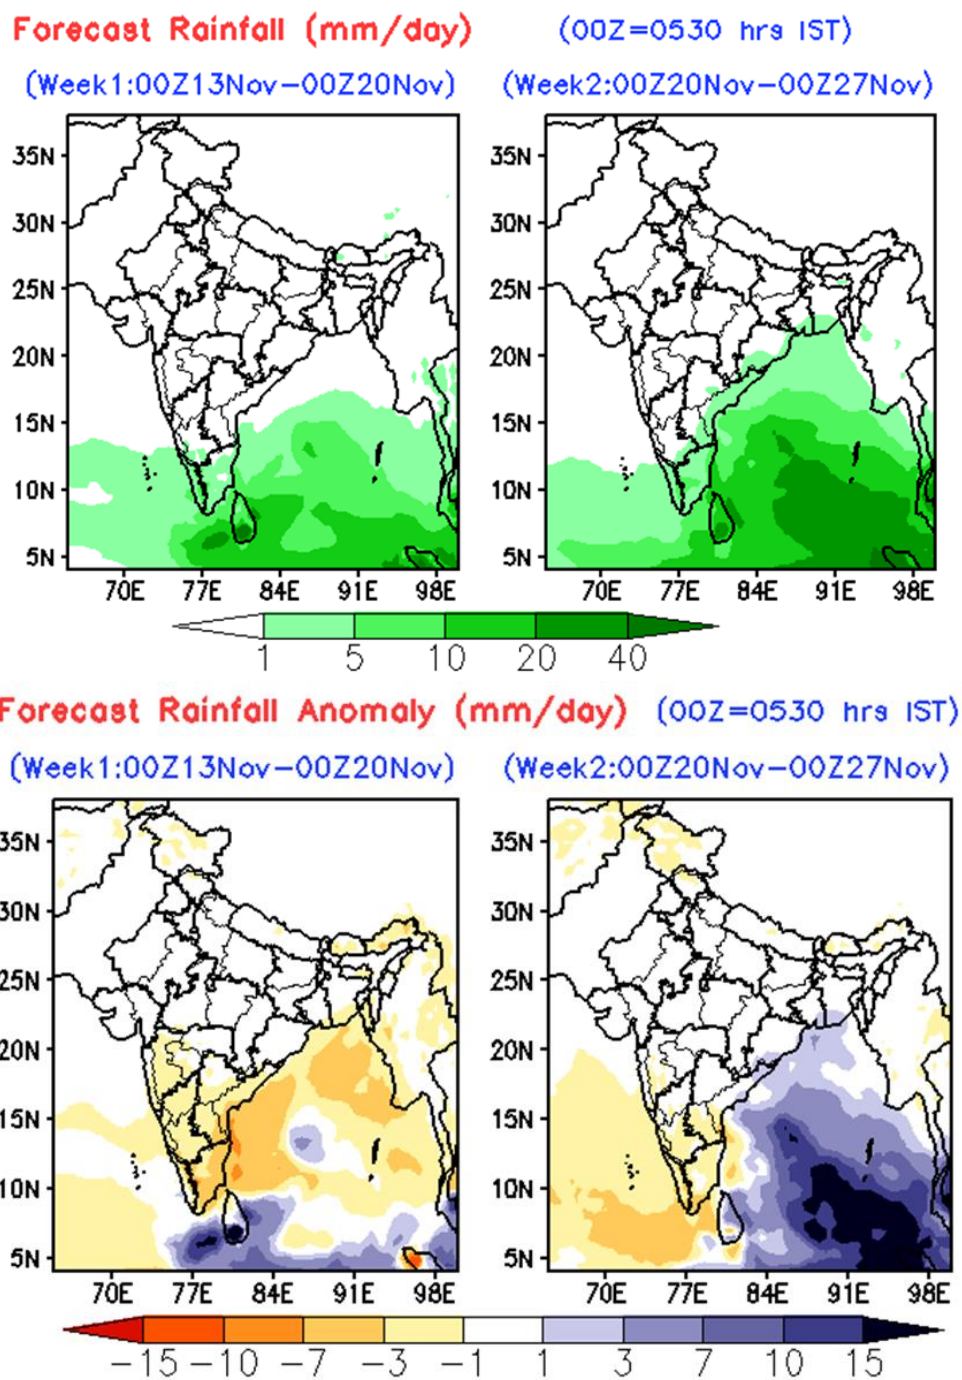 Forecast Rainfall (mm/day) (00Z=0530 hrs IST)
(Week1:00Z13Nov-00Z20Nov) (Week2:00Z20Nov-00Z27Nov)
35N 35N
30N 30N
25N 25N
20N 20N
15N 15N
10N 10N
5N 5N
70E 77E 84E 91E 98E 70E 77E 84E 91E 98E
1 5 10 20 40
Forecast Rainfall Anomaly (mm/day) (00Z=0530 hrs IST)
(Week1:00Z13Nov-00Z20Nov) (Week2:00Z20Nov-00Z27Nov)
35N 35N
30N 30N
25N 25N
20N 20N
15N 15N
10N 10N
5N 5N
70E 77E 84E 91E 98E 70E 77E 84E 91E 98E
-15 -10 -7 -3 -1 1 3 7 10 15